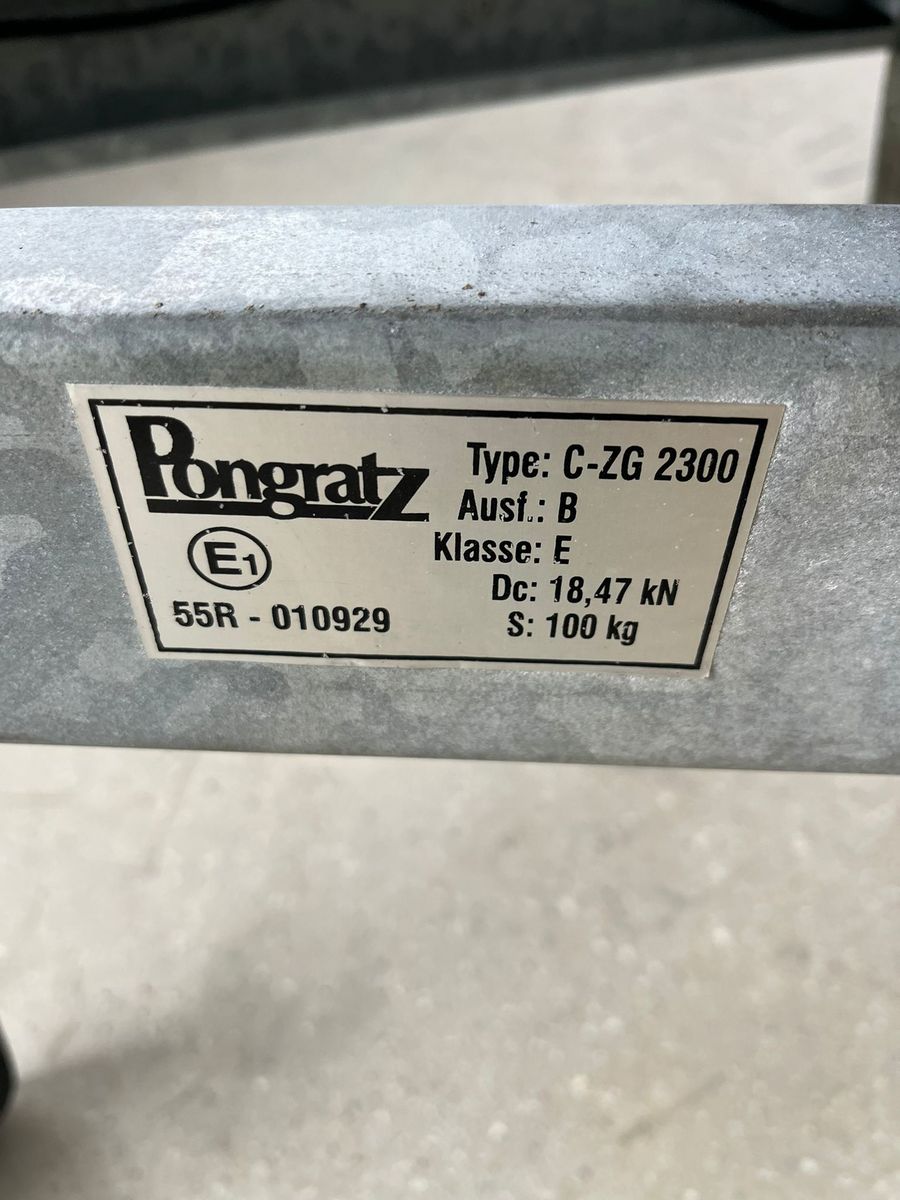 Pongratz
Type: C-ZG 2300
Ausf.: B
Klasse: E
E1
Dc: 18,47 kN
55R - 010929
S: 100 kg